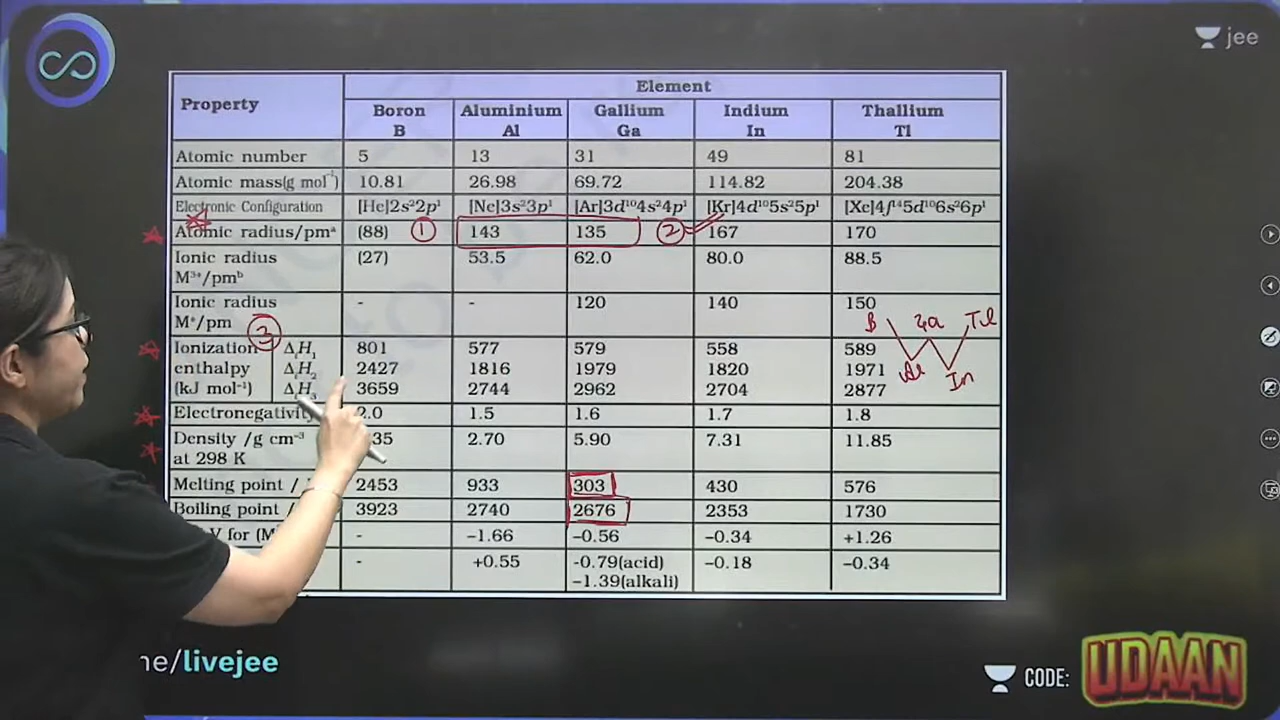 jee
Property
Element
Boron Aluminium Gallium Indium Thallium
B Al Ga In Tl
Atomic number 5 13 31 49 81
Atomic mass(g mol⁻¹) 10.81 26.98 69.72 114.82 204.38
Electronic Configuration [He]2s²2p¹ [Ne]3s²3p¹ [Ar]3d¹⁰4s²4p¹ [Kr]4d¹⁰5s²5p¹ [Xe]4f¹⁴5d¹⁰6s²6p¹
Atomic radius/pmᵃ (88) ① 143 135 ② 167 170
Ionic radius (27) 53.5 62.0 80.0 88.5
M³⁺/pmᵇ
Ionic radius - - 120 140 150
M⁺/pm
B Ga Tl
③
Ionization ΔᵢH₁ 801 577 579 558 589
Al In
enthalpy ΔᵢH₂ 2427 1816 1979 1820 1971
(kJ mol⁻¹) ΔᵢH₃ 3659 2744 2962 2704 2877
Electronegativity 2.0 1.5 1.6 1.7 1.8
Density /g cm⁻³ .35 2.70 5.90 7.31 11.85
at 298 K
Melting point / 2453 933 303 430 576
Boiling point / 3923 2740 2676 2353 1730
V for (M - –1.66 –0.56 –0.34 +1.26
- +0.55 -0.79(acid) –0.18 –0.34
–1.39(alkali)
/livejee
CODE:
UDAAN